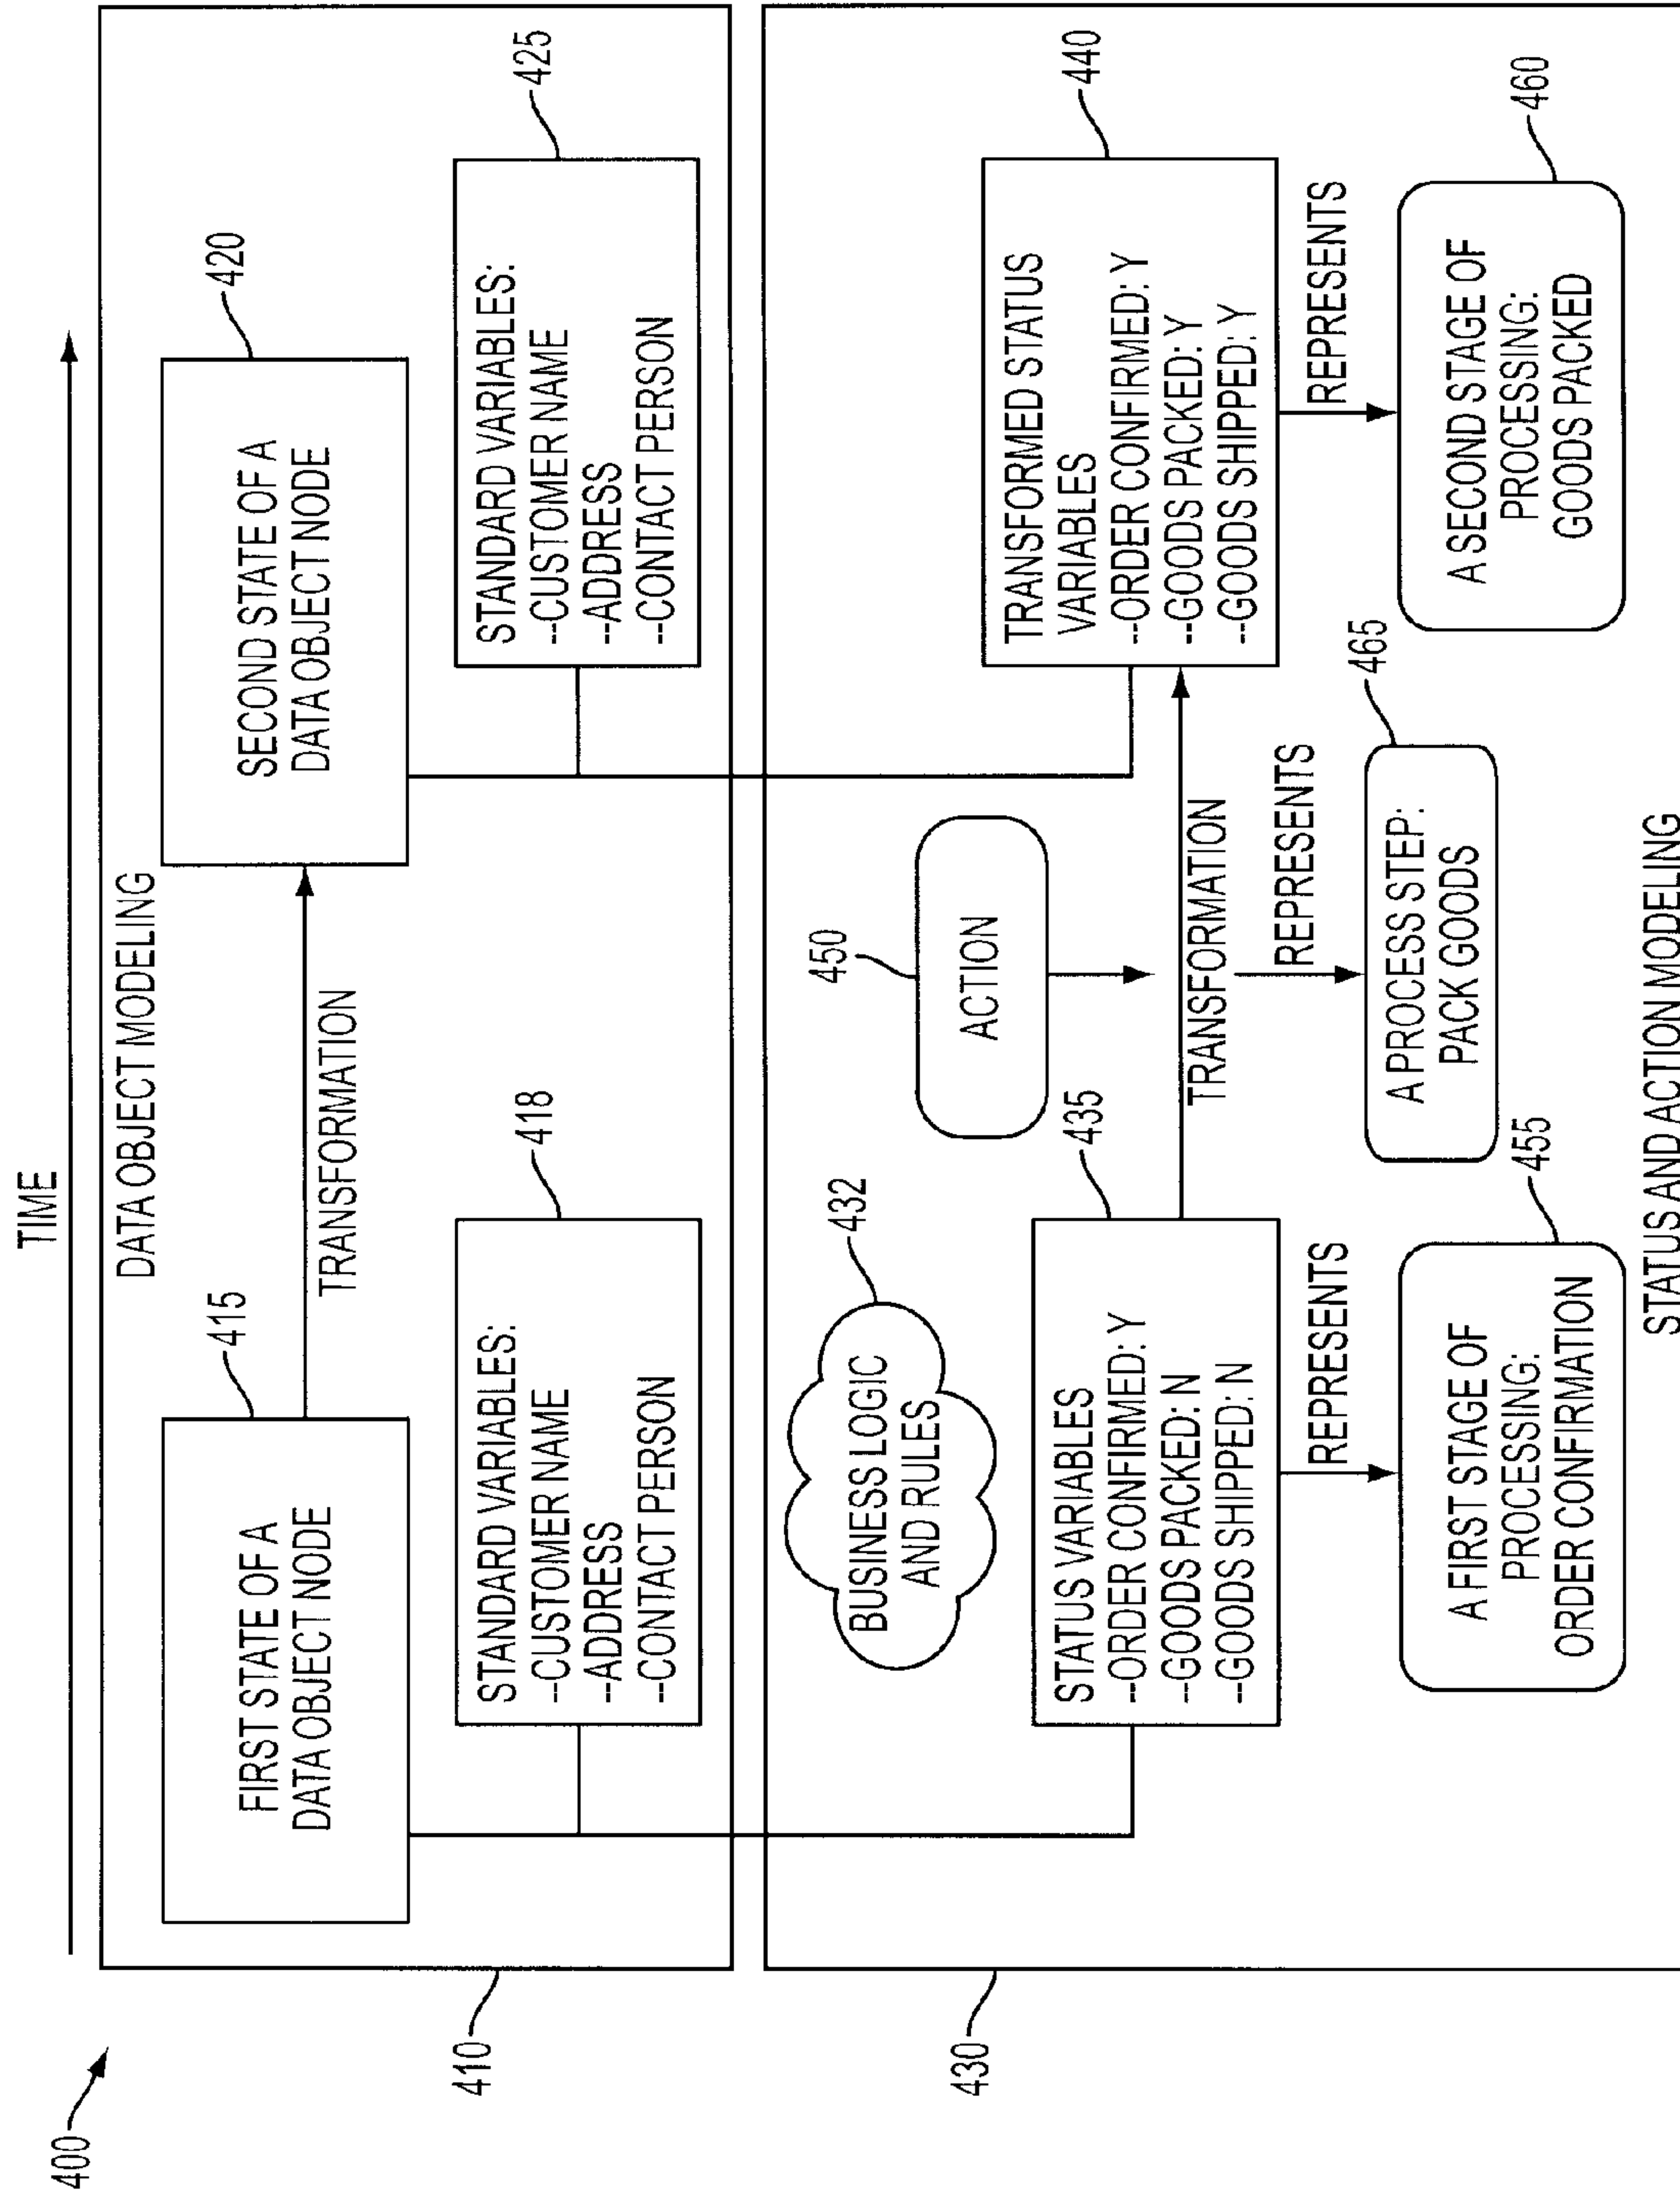 400
TIME
410
DATA OBJECT MODELING
415
FIRST STATE OF A
DATA OBJECT NODE
TRANSFORMATION
420
SECOND STATE OF A
DATA OBJECT NODE
418
STANDARD VARIABLES:
--CUSTOMER NAME
--ADDRESS
--CONTACT PERSON
425
STANDARD VARIABLES:
--CUSTOMER NAME
--ADDRESS
--CONTACT PERSON
430
432
BUSINESS LOGIC
AND RULES
450
ACTION
435
STATUS VARIABLES
--ORDER CONFIRMED: Y
--GOODS PACKED: N
--GOODS SHIPPED: N
TRANSFORMATION
440
TRANSFORMED STATUS
VARIABLES
--ORDER CONFIRMED: Y
--GOODS PACKED: Y
--GOODS SHIPPED: Y
REPRESENTS
REPRESENTS
REPRESENTS
455
A FIRST STAGE OF
PROCESSING:
ORDER CONFIRMATION
465
A PROCESS STEP:
PACK GOODS
460
A SECOND STAGE OF
PROCESSING:
GOODS PACKED
STATUS AND ACTION MODELING